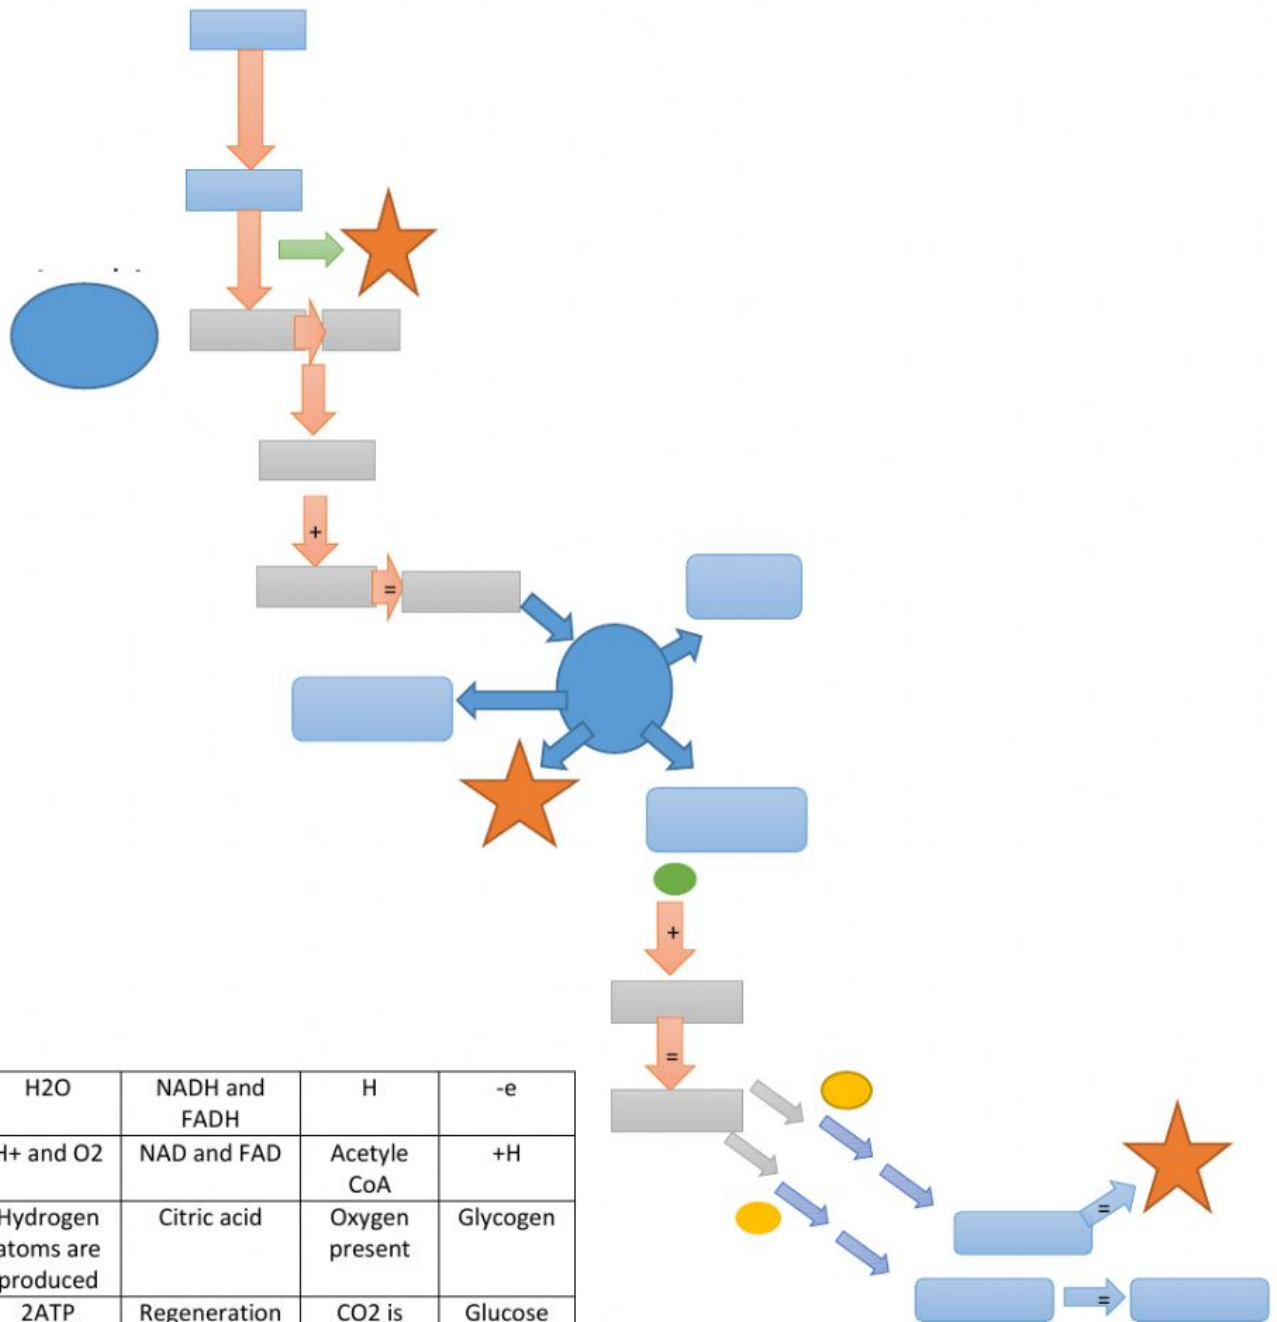 +
=
+
=
=
=
H2O NADH and H -e
FADH
H+ and O2 NAD and FAD Acetyle +H
CoA
Hydrogen Citric acid Oxygen Glycogen
atoms are present
produced
2ATP Regeneration CO2 is Glucose